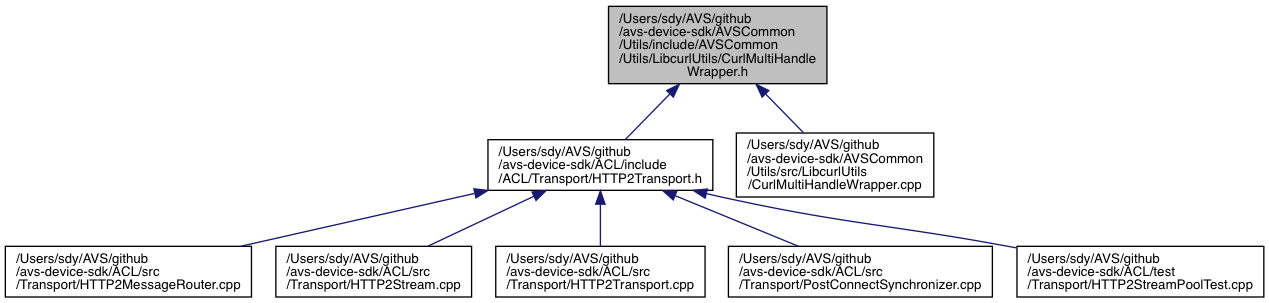 /Users/sdy/AVS/github
/avs-device-sdk/AVSCommon
/Utils/include/AVSCommon
/Utils/LibcurlUtils/CurlMultiHandle
Wrapper.h
/Users/sdy/AVS/github
/avs-device-sdk/ACL/include
/ACL/Transport/HTTP2Transport.h
/Users/sdy/AVS/github
/avs-device-sdk/AVSCommon
/Utils/src/LibcurlUtils
/CurlMultiHandleWrapper.cpp
/Users/sdy/AVS/github
/avs-device-sdk/ACL/src
/Transport/HTTP2MessageRouter.cpp
/Users/sdy/AVS/github
/avs-device-sdk/ACL/src
/Transport/HTTP2Stream.cpp
/Users/sdy/AVS/github
/avs-device-sdk/ACL/src
/Transport/HTTP2Transport.cpp
/Users/sdy/AVS/github
/avs-device-sdk/ACL/src
/Transport/PostConnectSynchronizer.cpp
/Users/sdy/AVS/github
/avs-device-sdk/ACL/test
/Transport/HTTP2StreamPoolTest.cpp